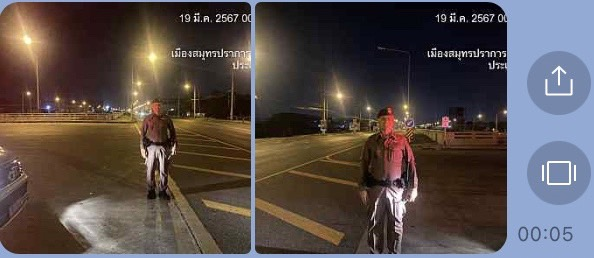 19 มี.ค. 2567 00
เมืองสมุทรปราการ
ประเ
19 มี.ค. 2567 00
เมืองสมุทรปราการ
ประเ
00:05